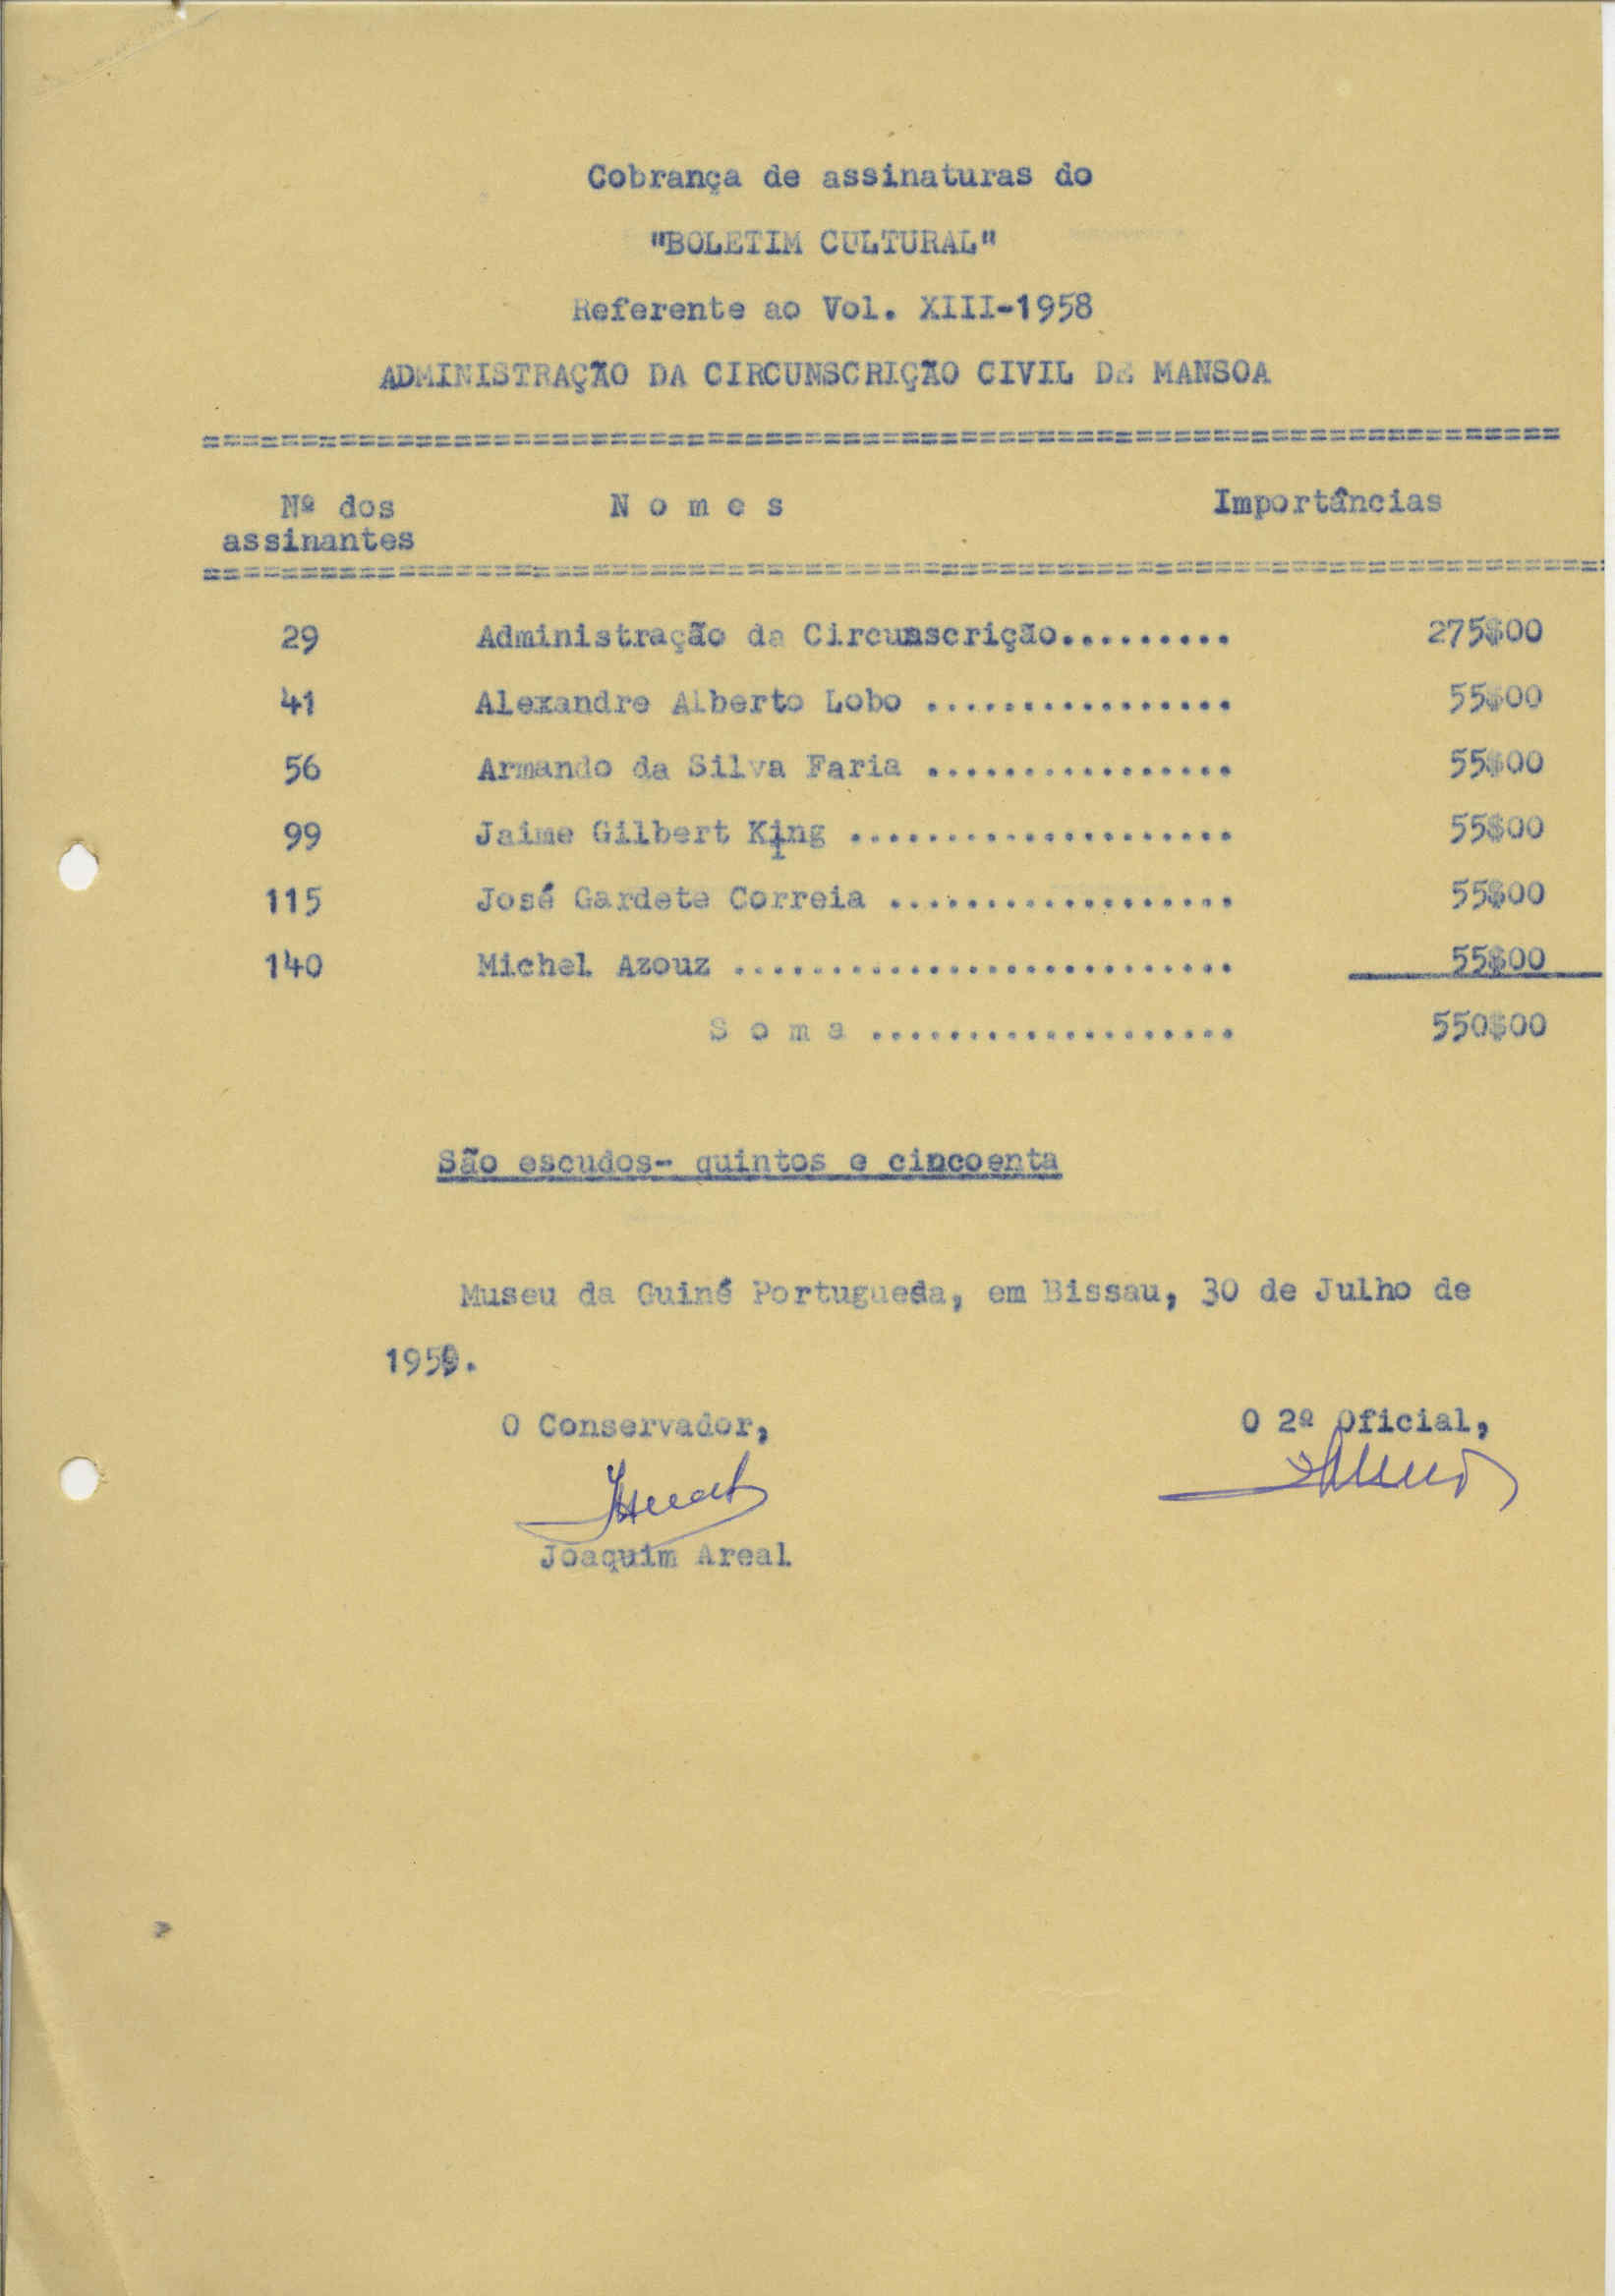 Cobrança de assinaturas do
"BOLETIM CULTURAL"
Referente ao Vol. XIII-1958
ADMINISTRAÇÃO DA CIRCUNSCRIÇÃO CIVIL DE MANSOA
======================================================================
Nº dos N o m e s Importâncias
assinantes
========================================================================
29 Administração da Circunscrição......... 275$00
41 Alexandre Alberto Lobo ................ 55$00
56 Armando da Silva Faria ................ 55$00
99 Jaime Gilbert King .................... 55$00
115 José Gardete Correia .................. 55$00
140 Michel Azouz .......................... 55$00
S o m a ................... 550$00
São escudos- quintos e cincoenta
Museu da Guiné Portuguesa, em Bissau, 30 de Julho de
1959.
O Conservador, O 2º Oficial,
Joaquim Areal